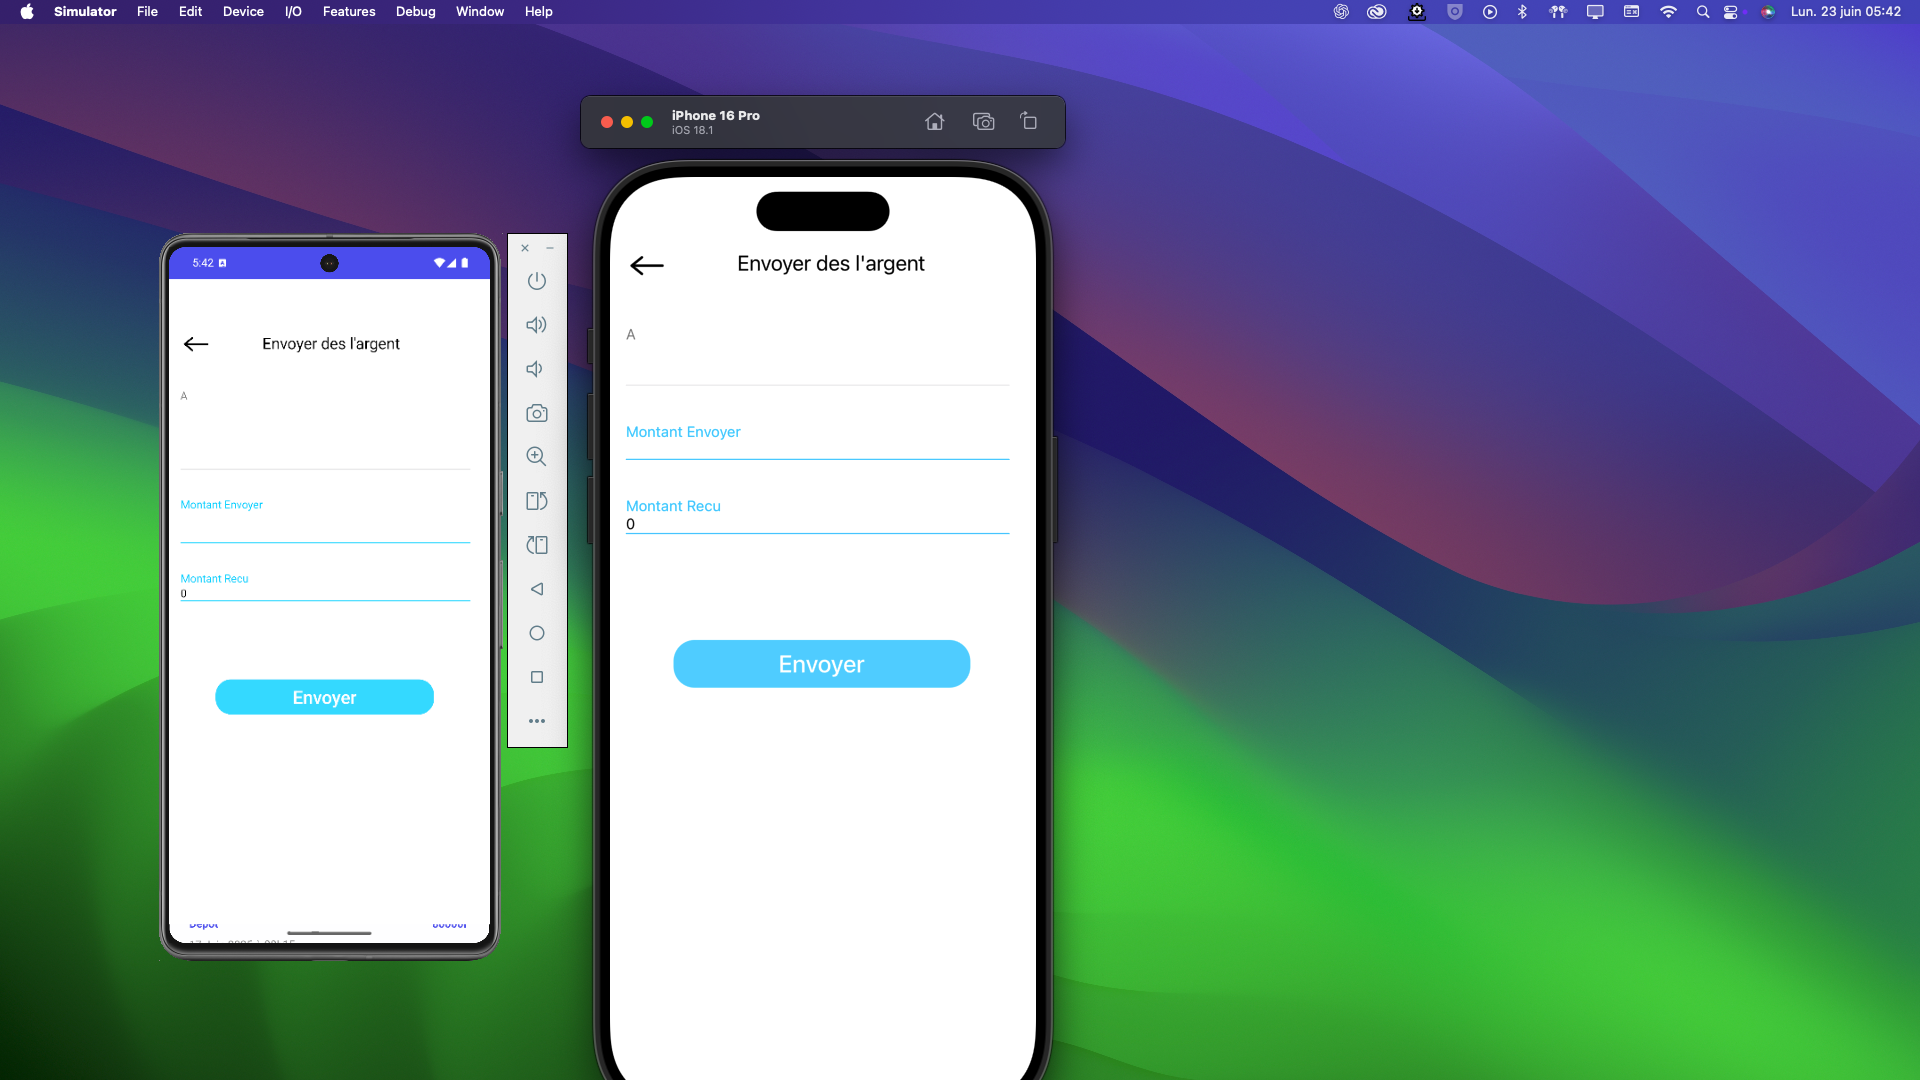 Simulator File Edit Device I/O Features Debug Window Help Lun. 23 juin 05:42
iPhone 16 Pro
iOS 18.1
5:42
Envoyer des l'argent
A
Montant Envoyer
Montant Recu
0
Envoyer
Depot
Envoyer des l'argent
A
Montant Envoyer
Montant Recu
0
Envoyer